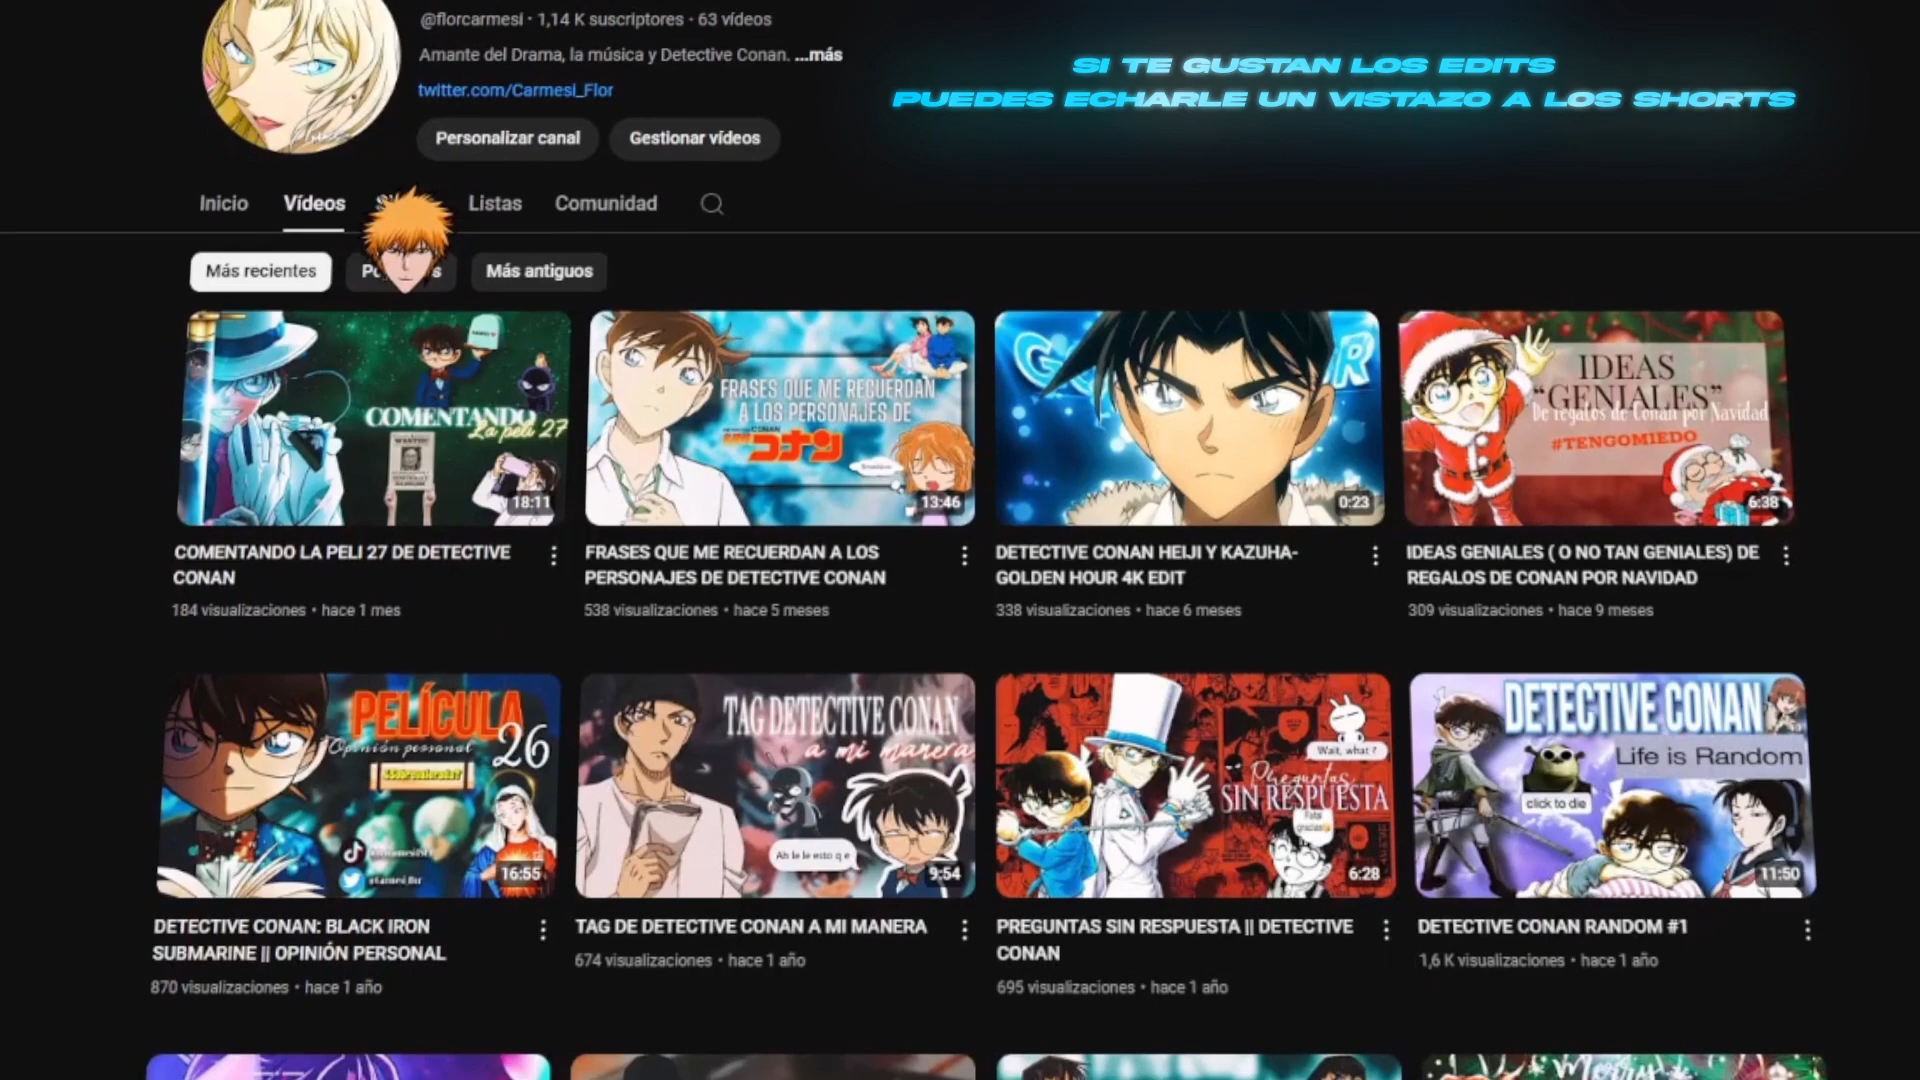 @florcarmesi · 1,14 K suscriptores · 63 vídeos
Amante del Drama, la música y Detective Conan. ...más
twitter.com/Carmesi_Flor
Personalizar canal
Gestionar vídeos
SI TE GUSTAN LOS EDITS
PUEDES ECHARLE UN VISTAZO A LOS SHORTS
Inicio
Vídeos
Listas
Comunidad
Más recientes
Más antiguos
COMENTANDO
La peli 27
WANTED
18:11
FRASES QUE ME RECUERDAN
A LOS PERSONAJES DE
コナン
13:46
0:23
IDEAS
"GENIALES"
De regalos de Conan por Navidad
#TENGOMIEDO
6:38
COMENTANDO LA PELI 27 DE DETECTIVE
CONAN
184 visualizaciones · hace 1 mes
FRASES QUE ME RECUERDAN A LOS
PERSONAJES DE DETECTIVE CONAN
538 visualizaciones · hace 5 meses
DETECTIVE CONAN HEIJI Y KAZUHA-
GOLDEN HOUR 4K EDIT
338 visualizaciones · hace 6 meses
IDEAS GENIALES ( O NO TAN GENIALES) DE
REGALOS DE CONAN POR NAVIDAD
309 visualizaciones · hace 9 meses
PELÍCULA
26
Opinión personal
¿Sobrevalorada?
16:55
TAG DETECTIVE CONAN
a mi manera
Ah le le esto q e
9:54
Wait, what ?
Preguntas
SIN RESPUESTA
6:28
DETECTIVE CONAN
Life is Random
click to die
11:50
DETECTIVE CONAN: BLACK IRON
SUBMARINE || OPINIÓN PERSONAL
870 visualizaciones · hace 1 año
TAG DE DETECTIVE CONAN A MI MANERA
674 visualizaciones · hace 1 año
PREGUNTAS SIN RESPUESTA || DETECTIVE
CONAN
695 visualizaciones · hace 1 año
DETECTIVE CONAN RANDOM #1
1,6 K visualizaciones · hace 1 año